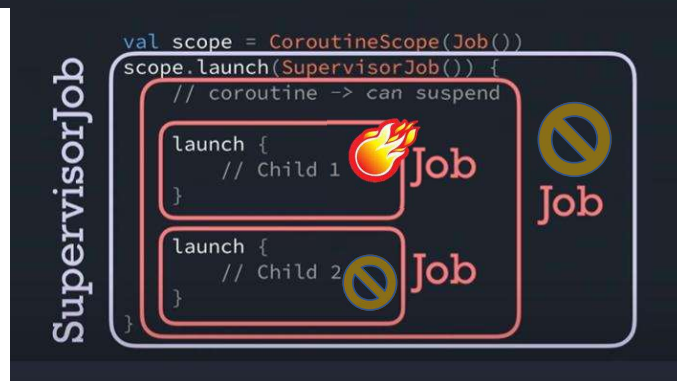 val scope = CoroutineScope(Job())
scope.launch(SupervisorJob()) {
// coroutine -> can suspend
launch {
// Child 1
}
Job
launch {
// Child 2
}
Job
}
Job
SupervisorJob